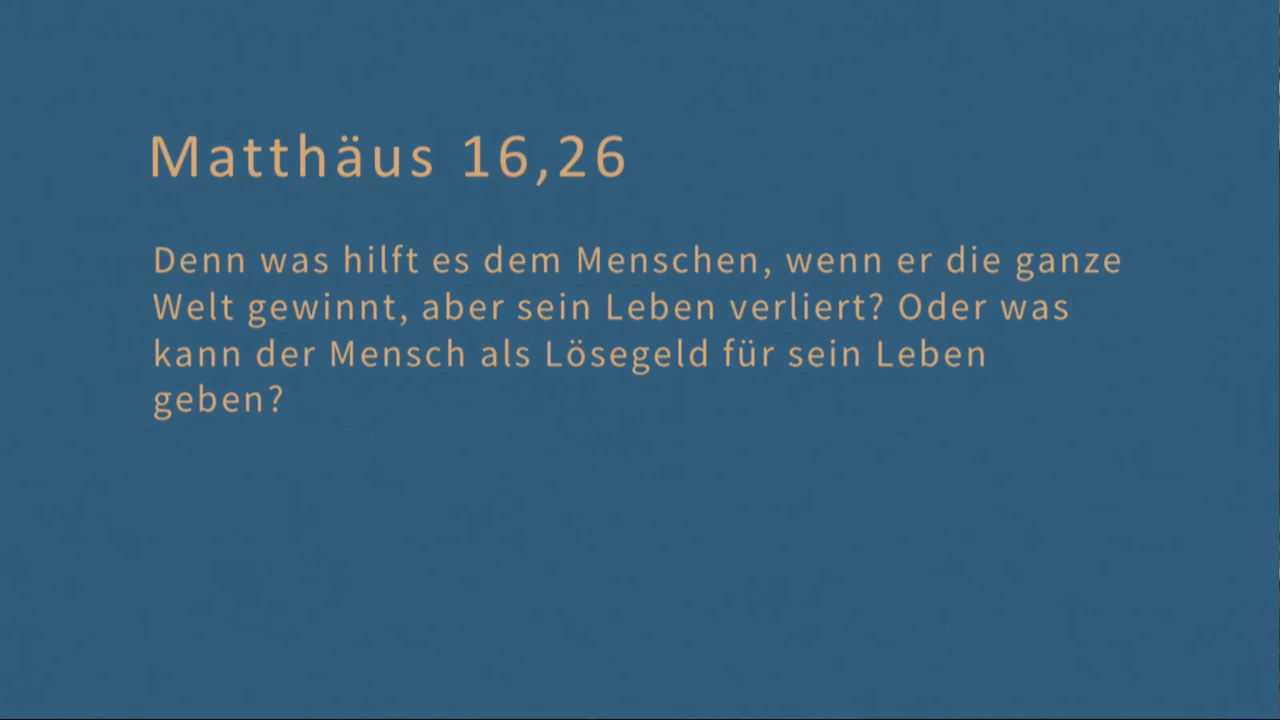 Matthäus 16,26
Denn was hilft es dem Menschen, wenn er die ganze
Welt gewinnt, aber sein Leben verliert? Oder was
kann der Mensch als Lösegeld für sein Leben
geben?